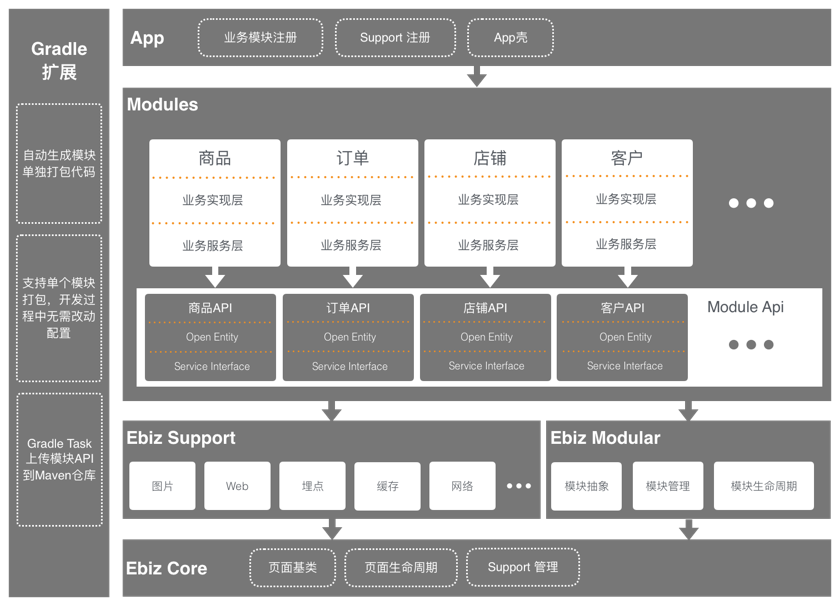 Gradle
扩展
自动生成模块
单独打包代码
支持单个模块
打包，开发过
程中无需改动
配置
Gradle Task
上传模块API
到Maven仓库
App
业务模块注册
Support 注册
App壳
Modules
商品
业务实现层
业务服务层
订单
业务实现层
业务服务层
店铺
业务实现层
业务服务层
客户
业务实现层
业务服务层
商品API
Open Entity
Service Interface
订单API
Open Entity
Service Interface
店铺API
Open Entity
Service Interface
客户API
Open Entity
Service Interface
Module Api
Ebiz Support
图片
Web
埋点
缓存
网络
Ebiz Modular
模块抽象
模块管理
模块生命周期
Ebiz Core
页面基类
页面生命周期
Support 管理